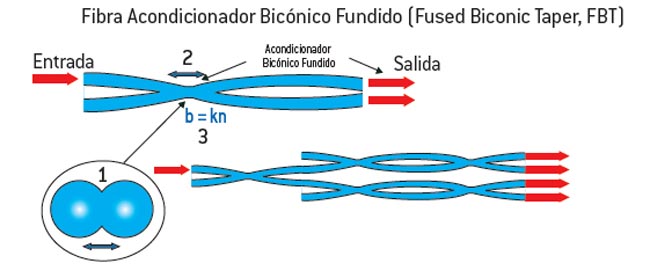 Fibra Acondicionador Bicónico Fundido (Fused Biconic Taper, FBT)
Entrada
2
Acondicionador
Bicónico Fundido
Salida
b = kn
3
1